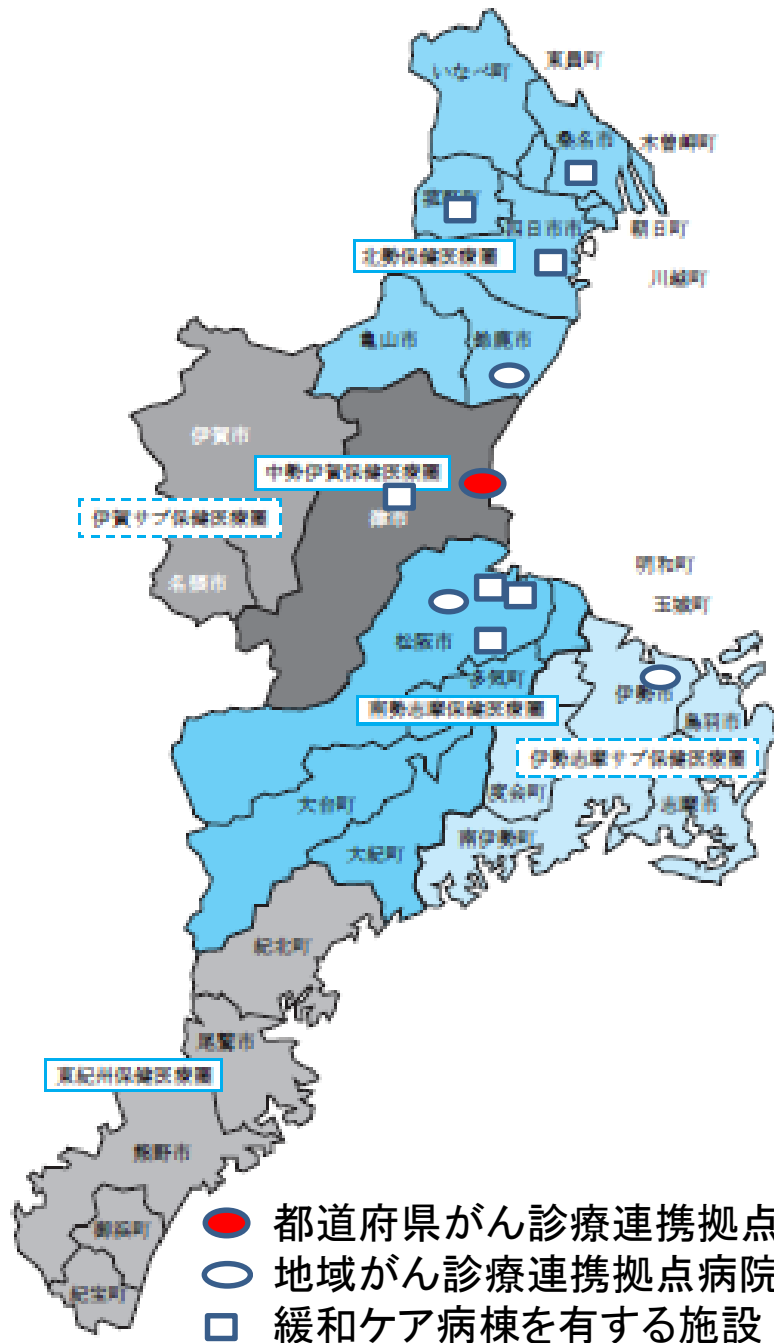 東員町
いなべ町
桑名市
木曽岬町
菰野町
四日市市
朝日町
北勢保健医療圏
川越町
亀山市
鈴鹿市
伊賀市
中勢伊賀保健医療圏
津市
伊賀サブ保健医療圏
明和町
名張市
玉城町
松阪市
多気町
伊勢市
南勢志摩保健医療圏
鳥羽市
伊勢志摩サブ保健医療圏
度会町
大台町
志摩市
南伊勢町
大紀町
紀北町
尾鷲市
東紀州保健医療圏
熊野市
御浜町
紀宝町
都道府県がん診療連携拠点
地域がん診療連携拠点病院
緩和ケア病棟を有する施設